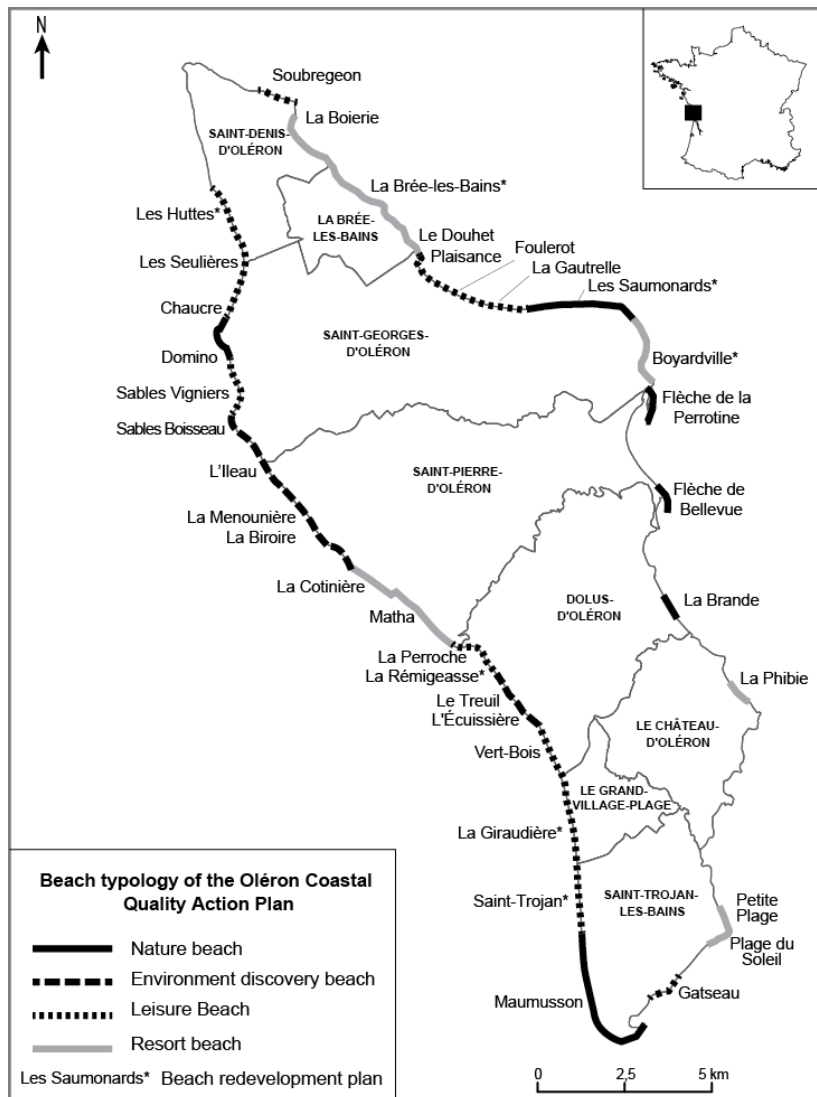 N
Soubregeon
La Boierie
SAINT-DENIS-
D'OLÉRON
La Brée-les-Bains*
Les Huttes*
LA BRÉE-
LES-BAINS
Le Douhet
Plaisance
Foulerot
La Gautrelle
Les Saumonards*
Les Seulières
Chaucre
SAINT-GEORGES-
D'OLÉRON
Domino
Boyardville*
Sables Vigniers
Flèche de la
Perrotine
Sables Boisseau
L'Ileau
SAINT-PIERRE-
D'OLÉRON
Flèche de
Bellevue
La Menounière
La Biroire
La Cotinière
DOLUS-
D'OLÉRON
La Brande
Matha
La Perroche
La Rémigeasse*
La Phibie
Le Treuil
L'Écuissière
LE CHÂTEAU-
D'OLÉRON
Vert-Bois
LE GRAND-
VILLAGE-PLAGE
La Giraudière*
Saint-Trojan*
SAINT-TROJAN-
LES-BAINS
Petite
Plage
Plage du
Soleil
Gatseau
Maumusson
Beach typology of the Oléron Coastal
Quality Action Plan
Nature beach
Environment discovery beach
Leisure Beach
Resort beach
Les Saumonards* Beach redevelopment plan
0 2,5 5 km